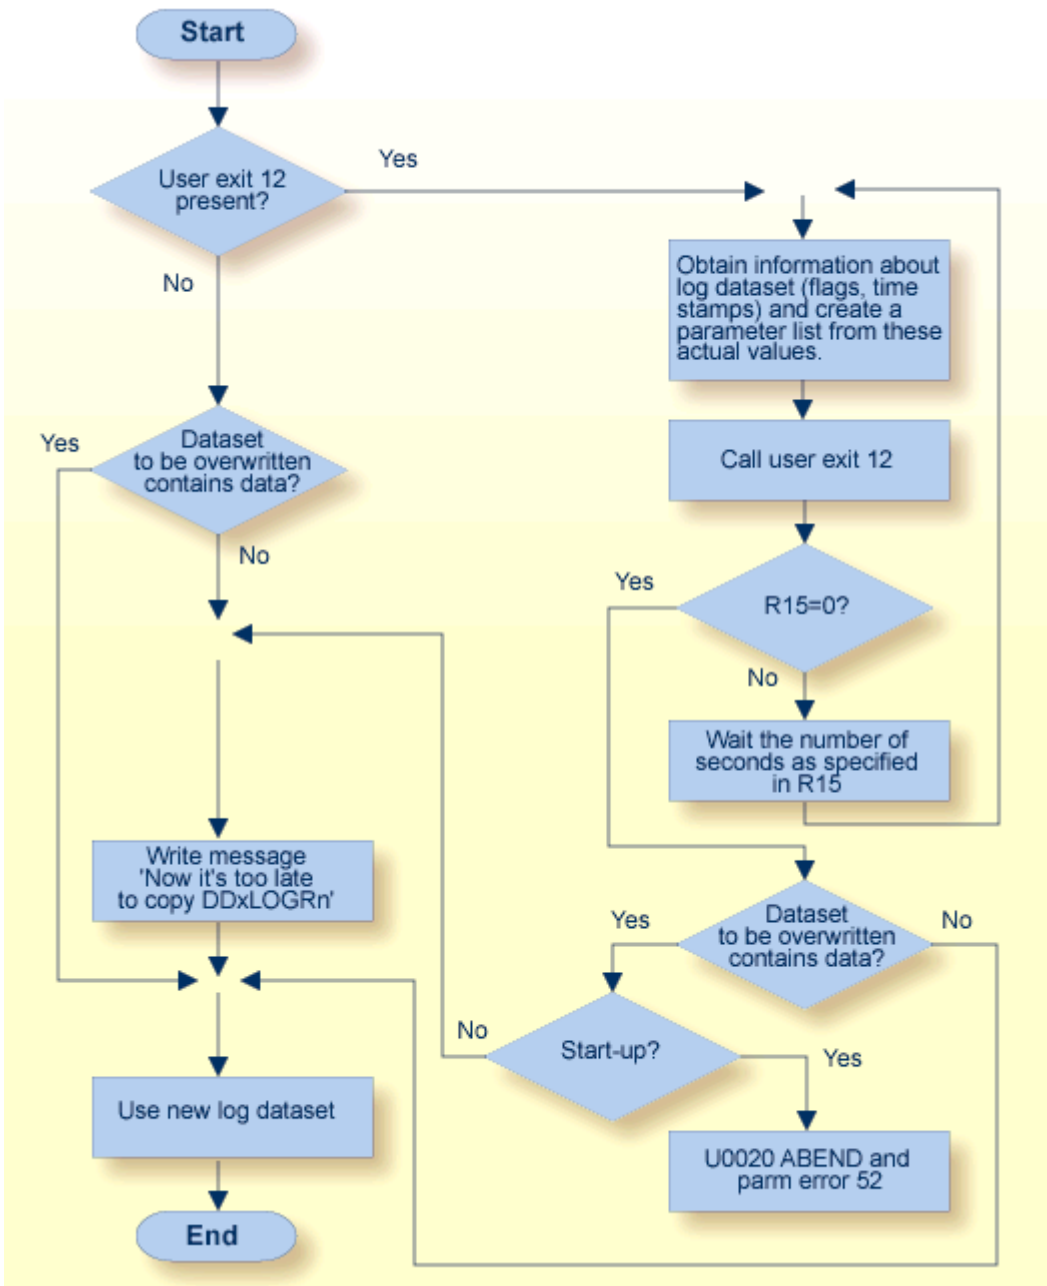 Start
User exit 12
present?
Yes
No
Obtain information about
log dataset (flags, time
stamps) and create a
parameter list from these
actual values.
Call user exit 12
Yes
Dataset
to be overwritten
contains data?
No
Yes
R15=0?
No
Wait the number of
seconds as specified
in R15
Write message
'Now it's too late
to copy DDxLOGRn'
Yes
Dataset
to be overwritten
contains data?
No
No
Start-up?
Yes
Use new log dataset
U0020 ABEND and
parm error 52
End